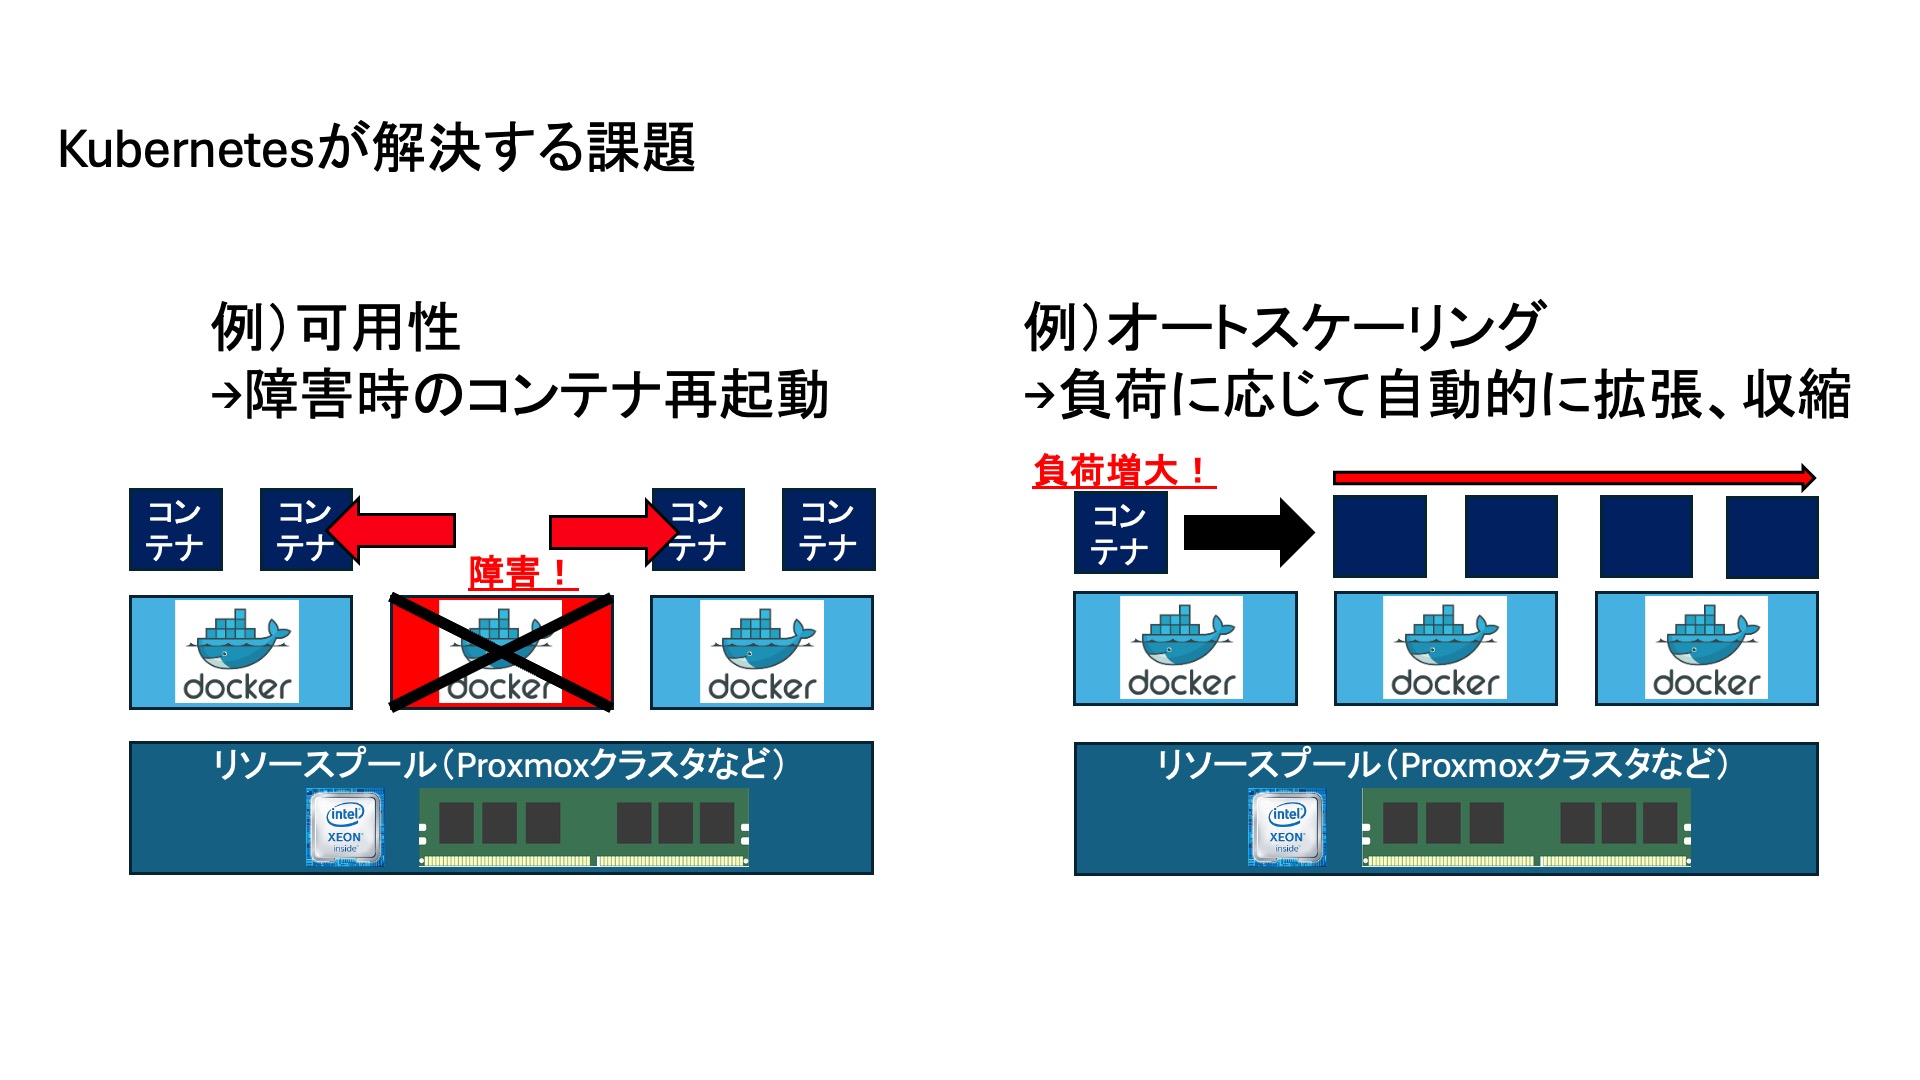 Kubernetesが解決する課題
例）可用性
→障害時のコンテナ再起動
コン
テナ
コン
テナ
コン
テナ
コン
テナ
障害！
docker
docker
docker
リソースプール（Proxmoxクラスタなど）
intel
XEON
inside
例）オートスケーリング
→負荷に応じて自動的に拡張、収縮
負荷増大！
コン
テナ
docker
docker
docker
リソースプール（Proxmoxクラスタなど）
intel
XEON
inside